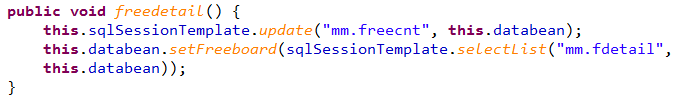 public void freedetail() {
this.sqlSessionTemplate.update("mm.freecnt", this.databean);
this.databean.setFreeboard(sqlSessionTemplate.selectList("mm.fdetail",
this.databean));
}